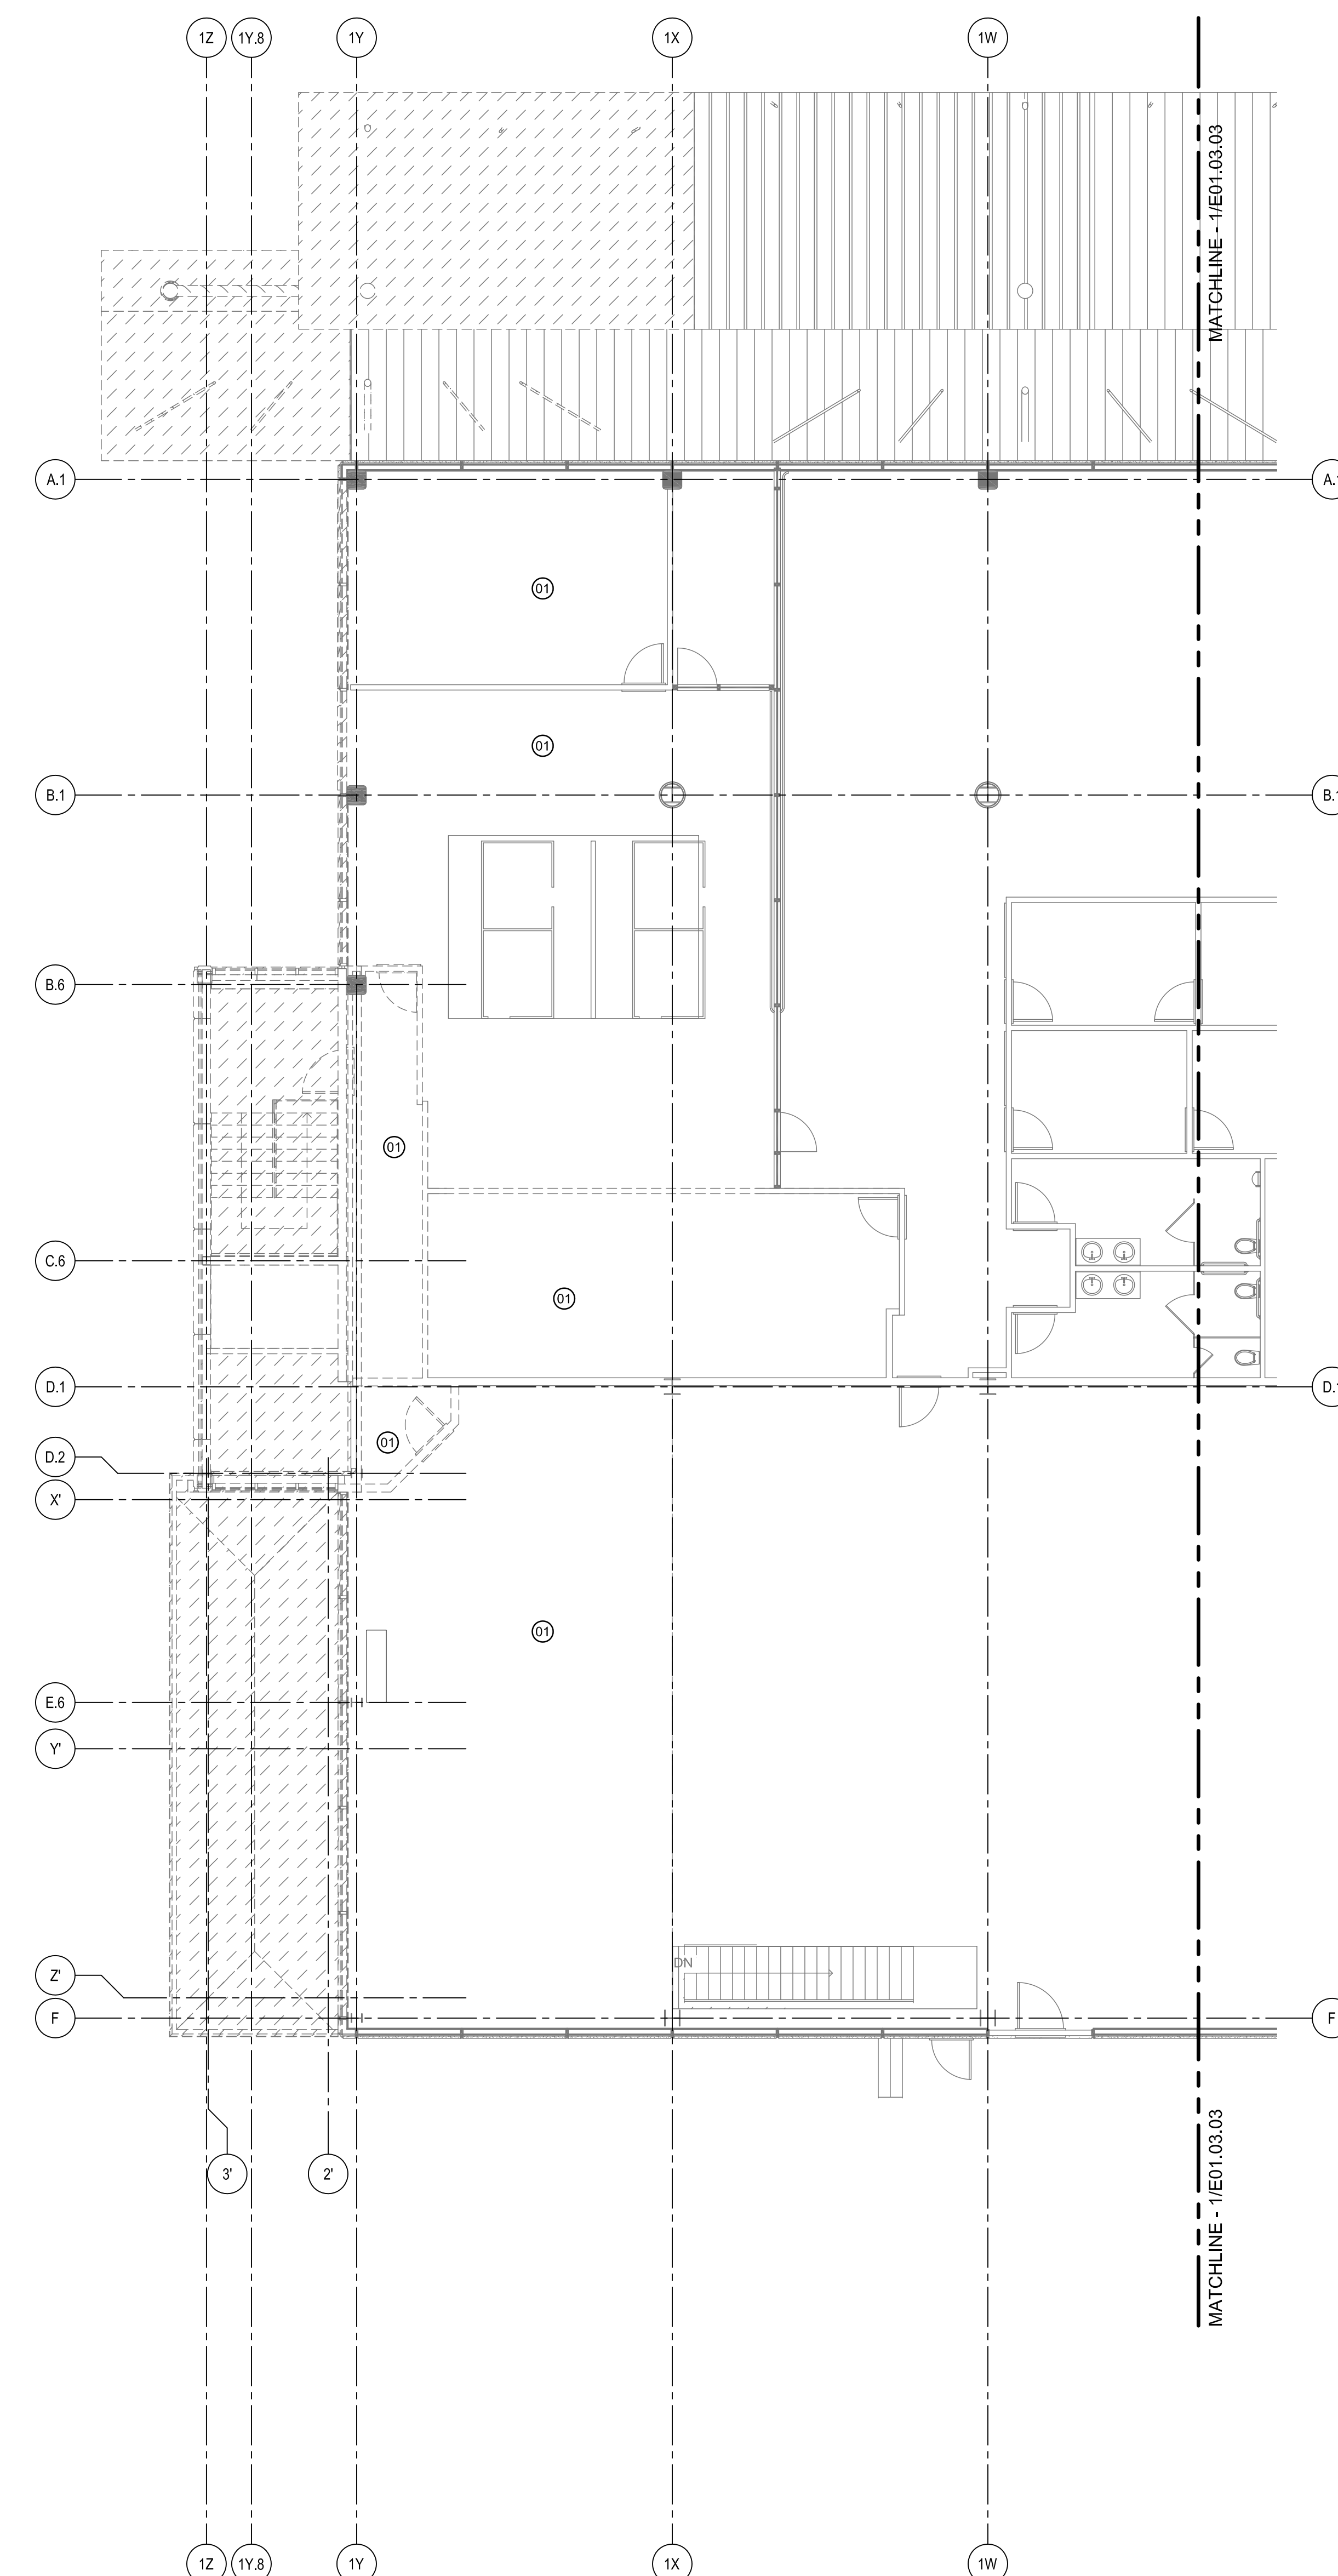 1Z
1Y.8
1Y
1X
1W
MATCHLINE - 1/E01.03.03
A.1
A.1
01
01
B.1
B.1
B.6
01
C.6
01
D.1
D.1
01
D.2
X'
01
E.6
Y'
DN
Z'
F
F
3'
2'
MATCHLINE - 1/E01.03.03
1Z
1Y.8
1Y
1X
1W